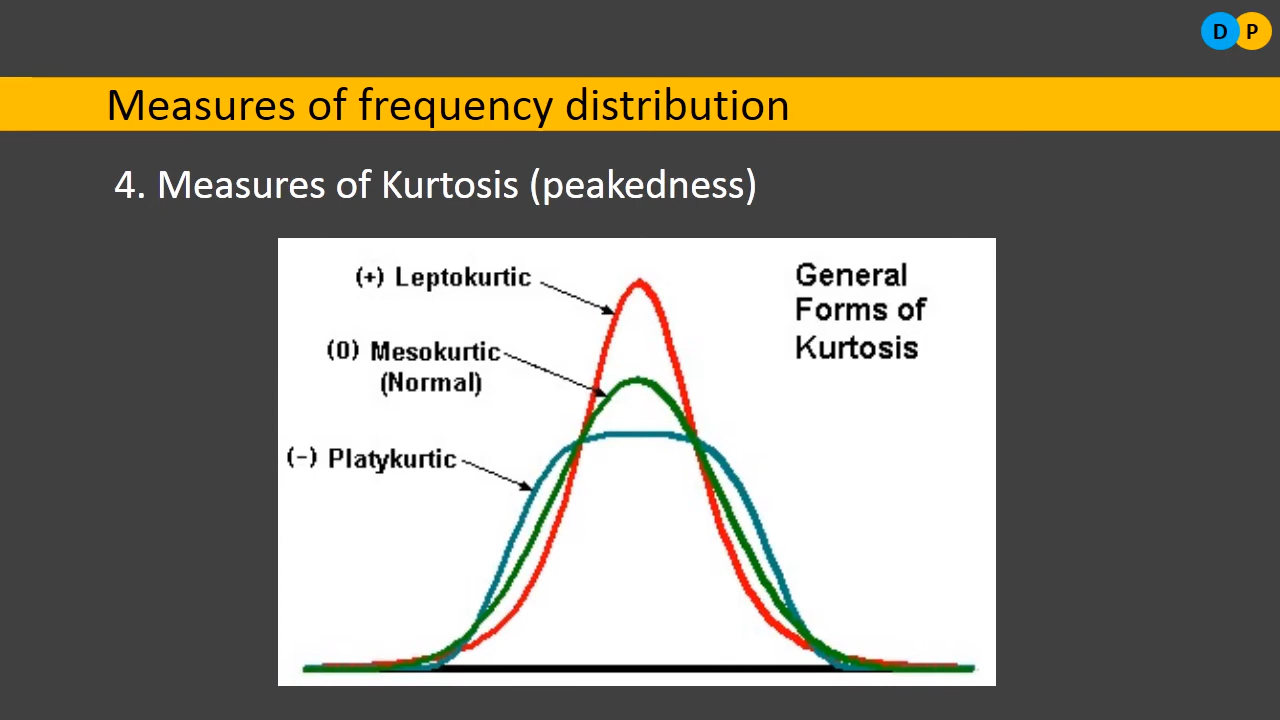 D P
Measures of frequency distribution
4. Measures of Kurtosis (peakedness)
(+) Leptokurtic
General
Forms of
Kurtosis
(0) Mesokurtic
(Normal)
(-) Platykurtic